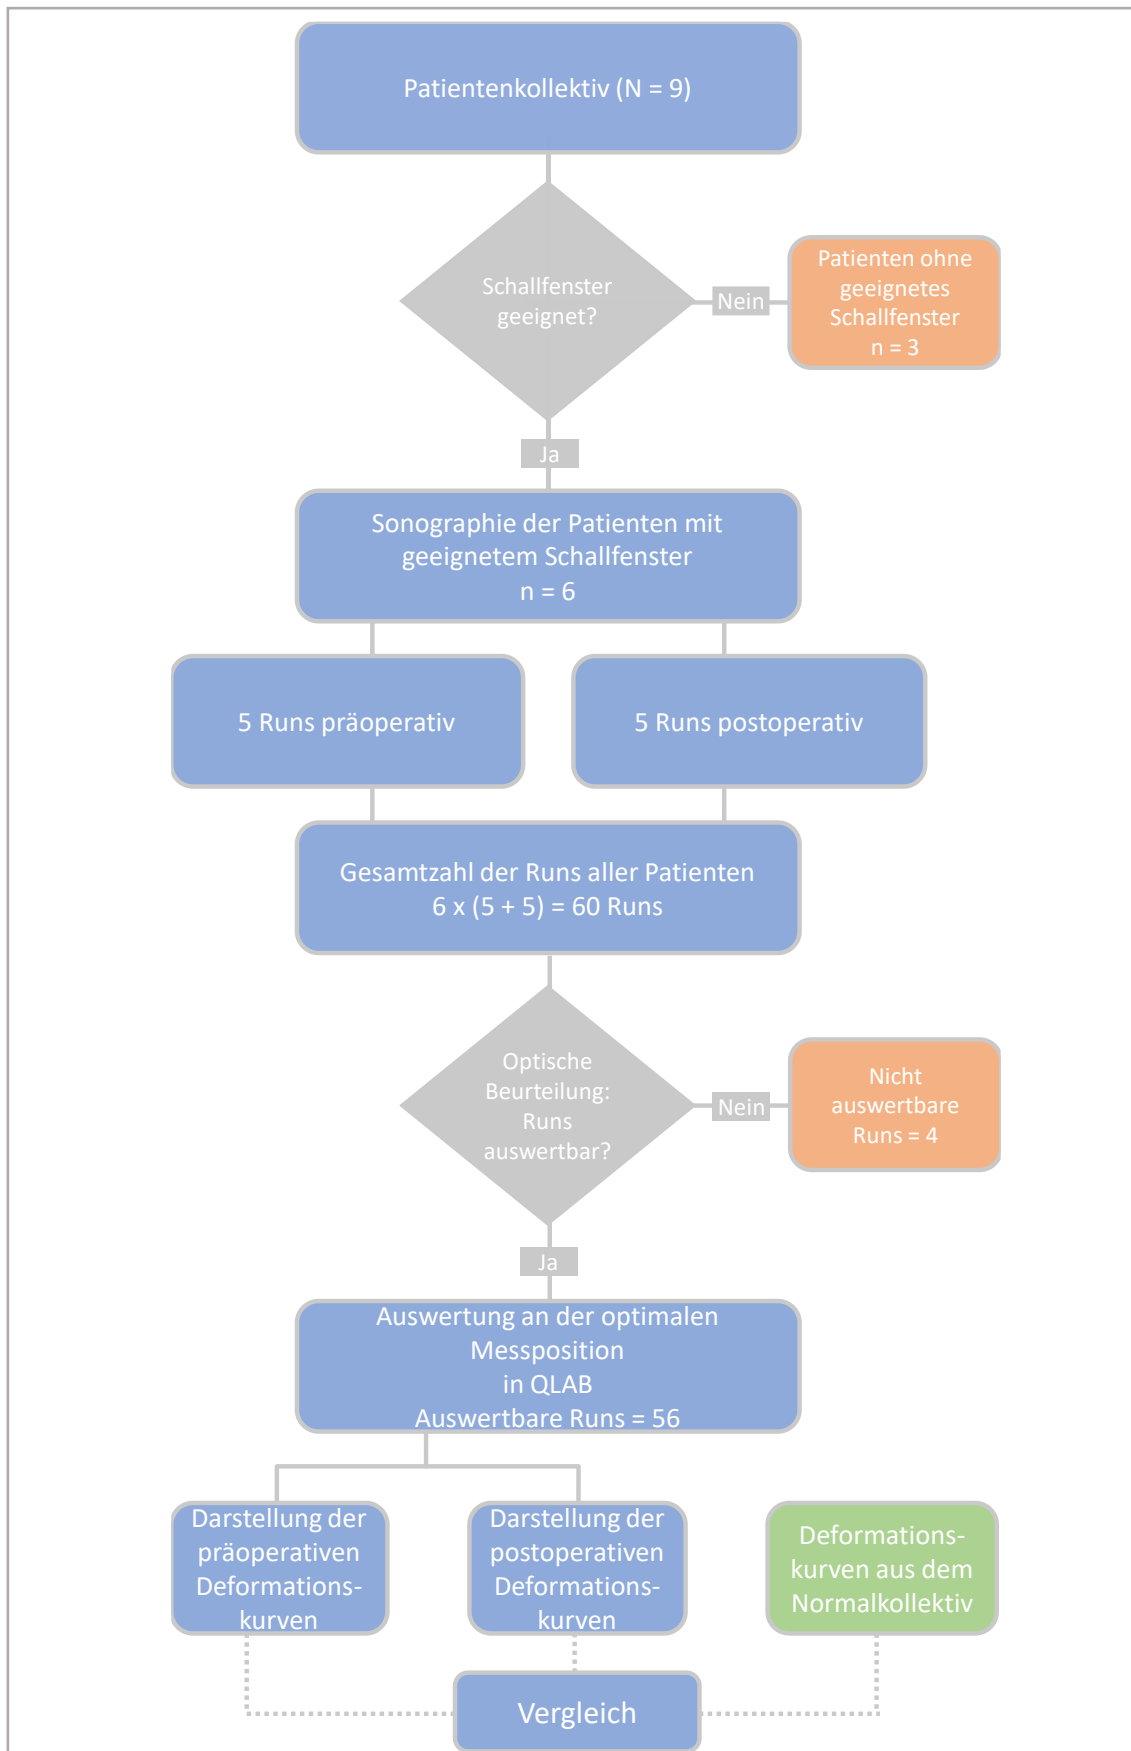 Patientenkollektiv (N = 9)
Schallfenster
geeignet?
Nein
Patienten ohne
geeignetes
Schallfenster
n = 3
Ja
Sonographie der Patienten mit
geeignetem Schallfenster
n = 6
5 Runs präoperativ
5 Runs postoperativ
Gesamtzahl der Runs aller Patienten
6 x (5 + 5) = 60 Runs
Optische
Beurteilung:
Runs
auswertbar?
Nein
Nicht
auswertbare
Runs = 4
Ja
Auswertung an der optimalen
Messposition
in QLAB
Auswertbare Runs = 56
Darstellung der
präoperativen
Deformations-
kurven
Darstellung der
postoperativen
Deformations-
kurven
Deformations-
kurven aus dem
Normalkollektiv
Vergleich